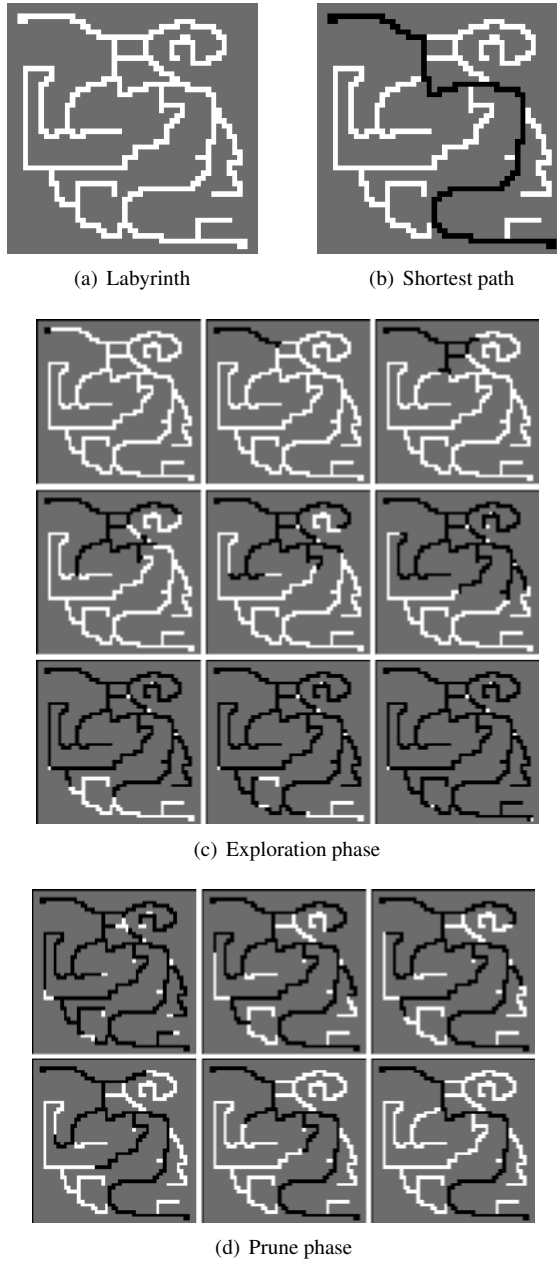 (a) Labyrinth
(b) Shortest path
(c) Exploration phase
(d) Prune phase